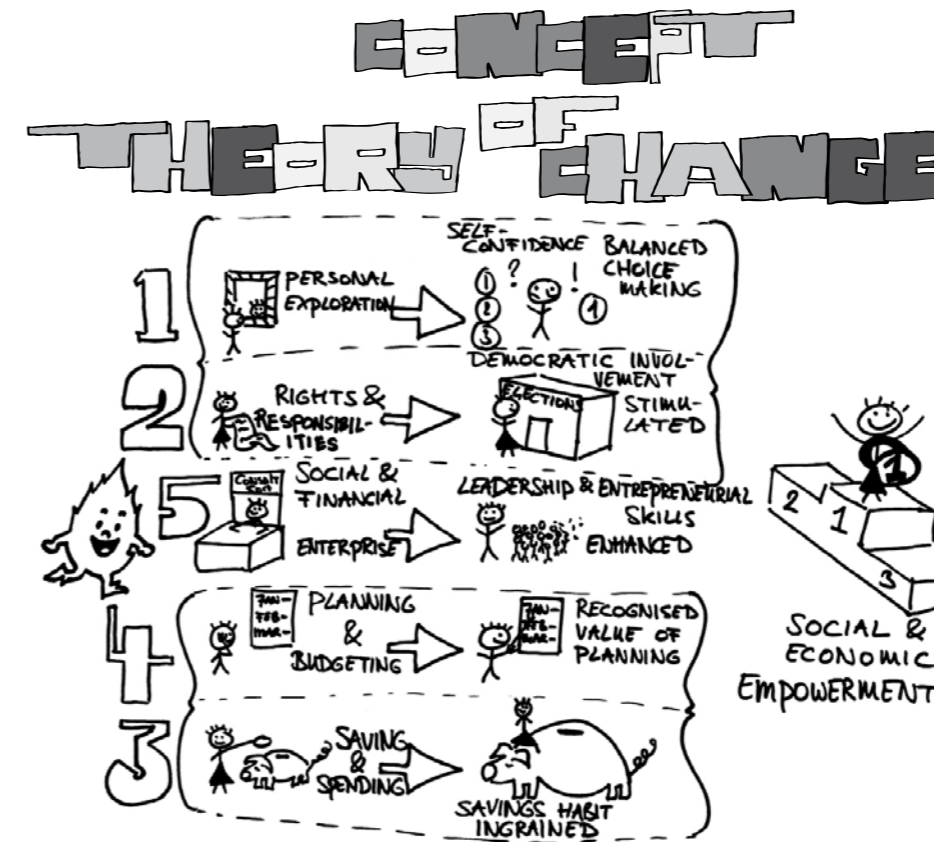 CONCEPT
THEORY OF CHANGE
1
PERSONAL
EXPLORATION
SELF-
CONFIDENCE
?
!
1
2
3
1
BALANCED
CHOICE
MAKING
2
RIGHTS &
RESPONSIBIL-
ITIES
DEMOCRATIC INVOL-
VEMENT
STIMU-
LATED
ELECTIONS
5
SOCIAL &
FINANCIAL
ENTERPRISE
LEADERSHIP & ENTREPRENEURIAL
SKILLS
ENHANCED
4
JAN-
FEB-
MAR-
PLANNING
&
BUDGETING
JAN-
FEB-
MAR-
RECOGNISED
VALUE OF
PLANNING
3
SAVING
&
SPENDING
SAVINGS HABIT
INGRAINED
1
2
1
3
SOCIAL &
ECONOMIC
EMPOWERMENT